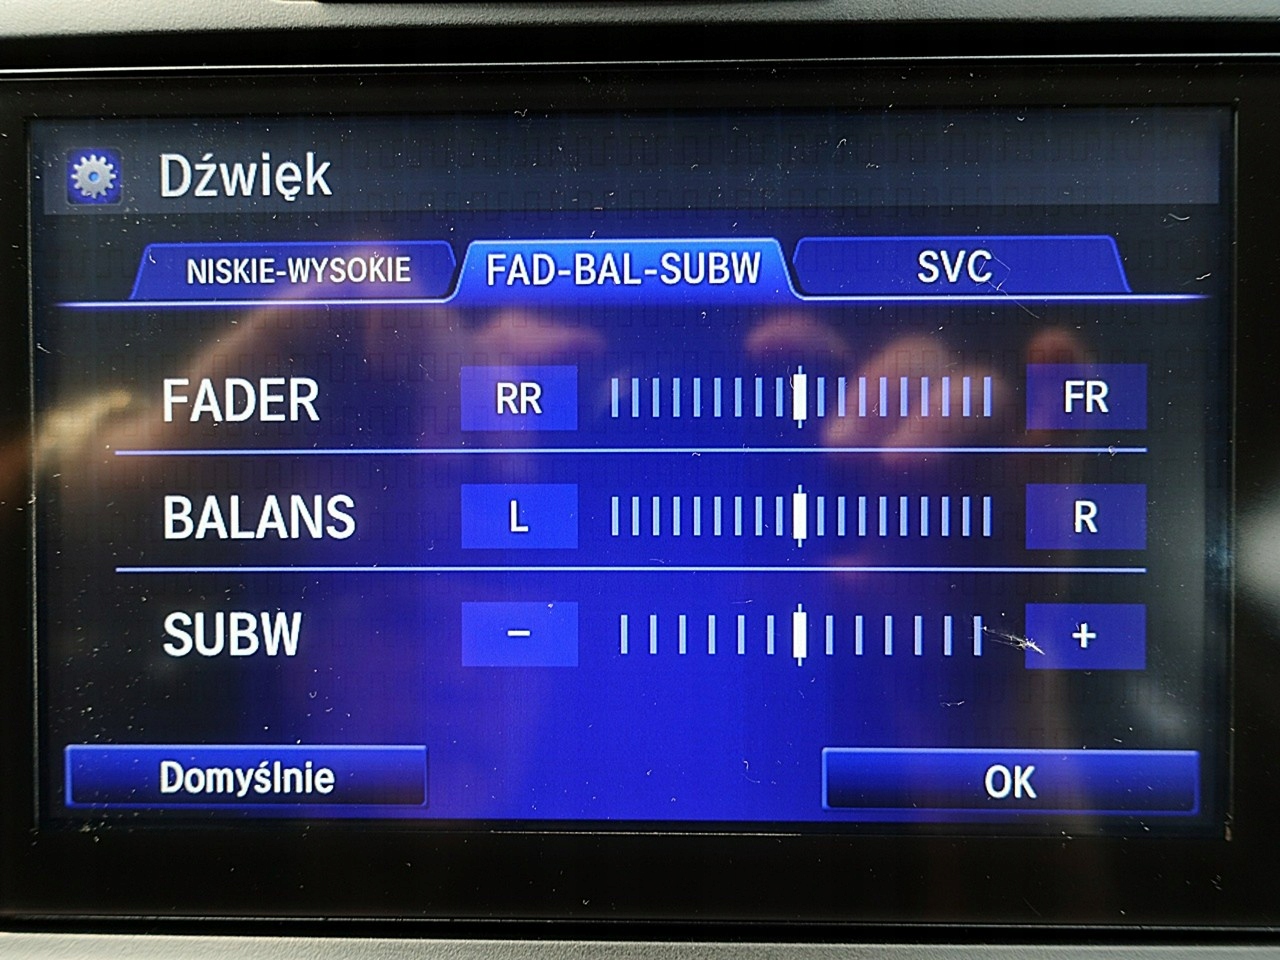 Dźwięk
NISKIE-WYSOKIE FAD-BAL-SUBW SVC
FADER RR FR
BALANS L R
SUBW − +
Domyślnie OK